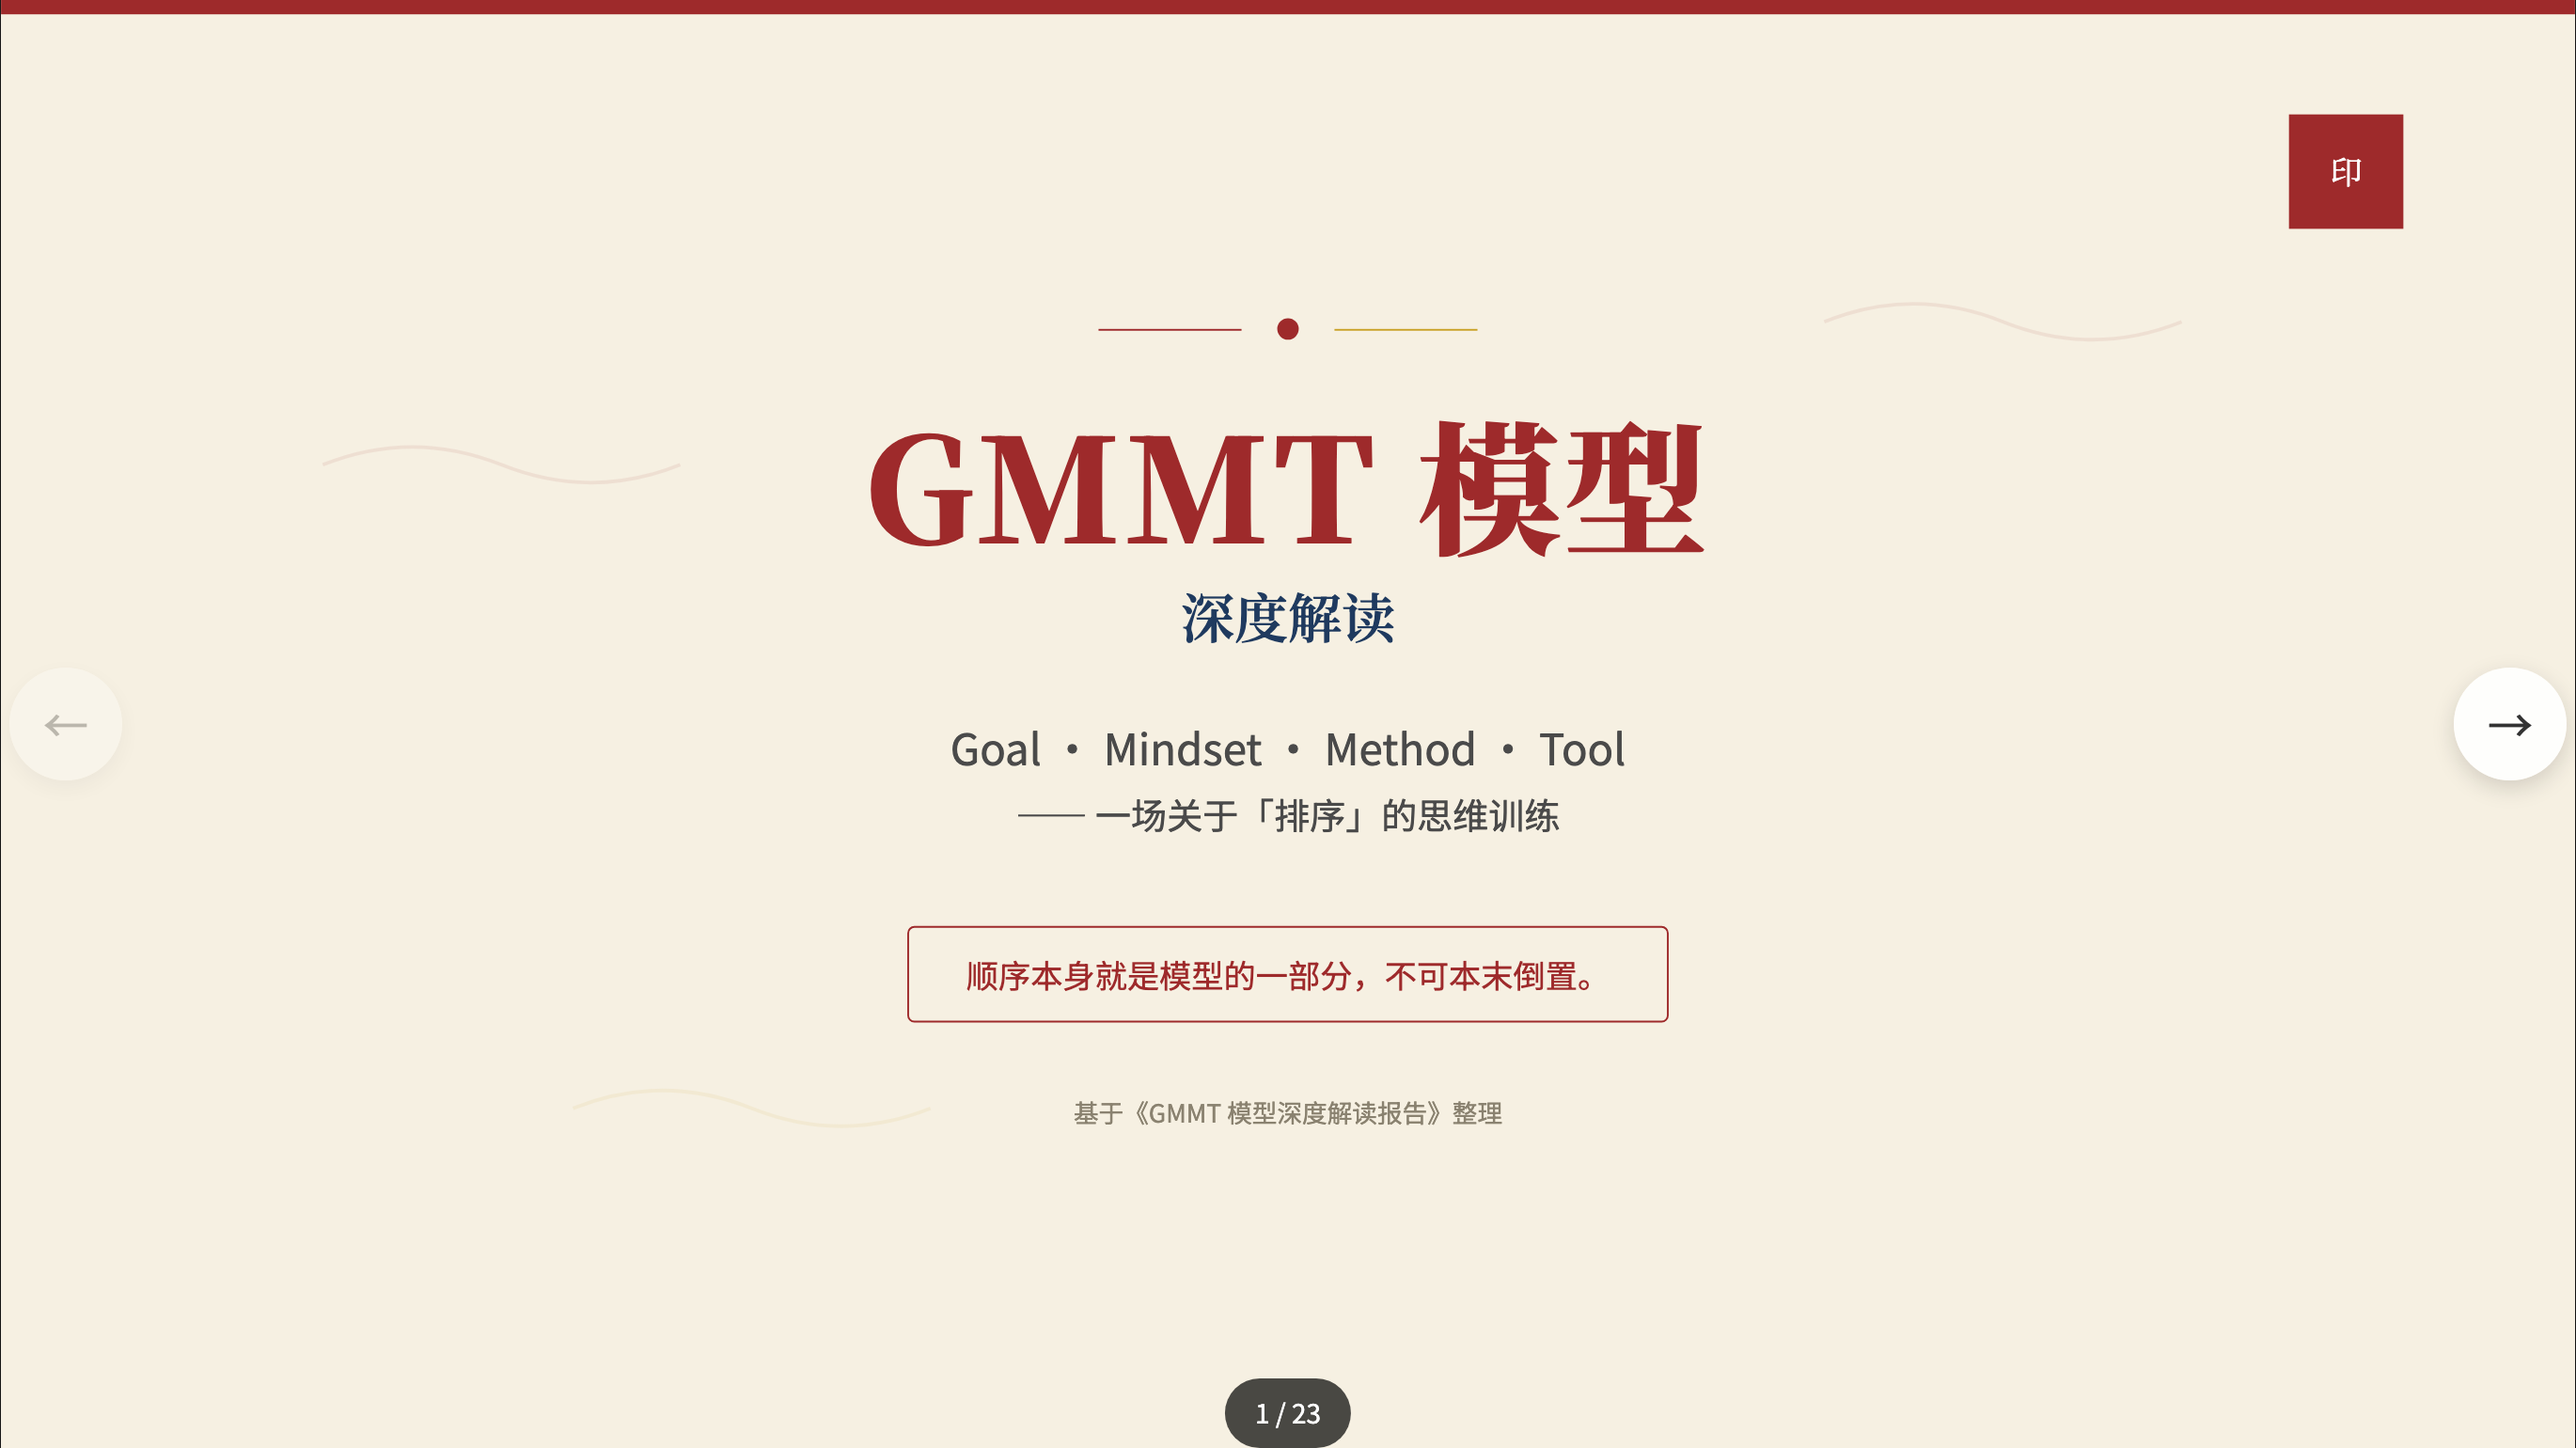 印
GMMT 模型
深度解读
Goal • Mindset • Method • Tool
—— 一场关于「排序」的思维训练
顺序本身就是模型的一部分，不可本末倒置。
基于《GMMT 模型深度解读报告》整理
← →
1 / 23